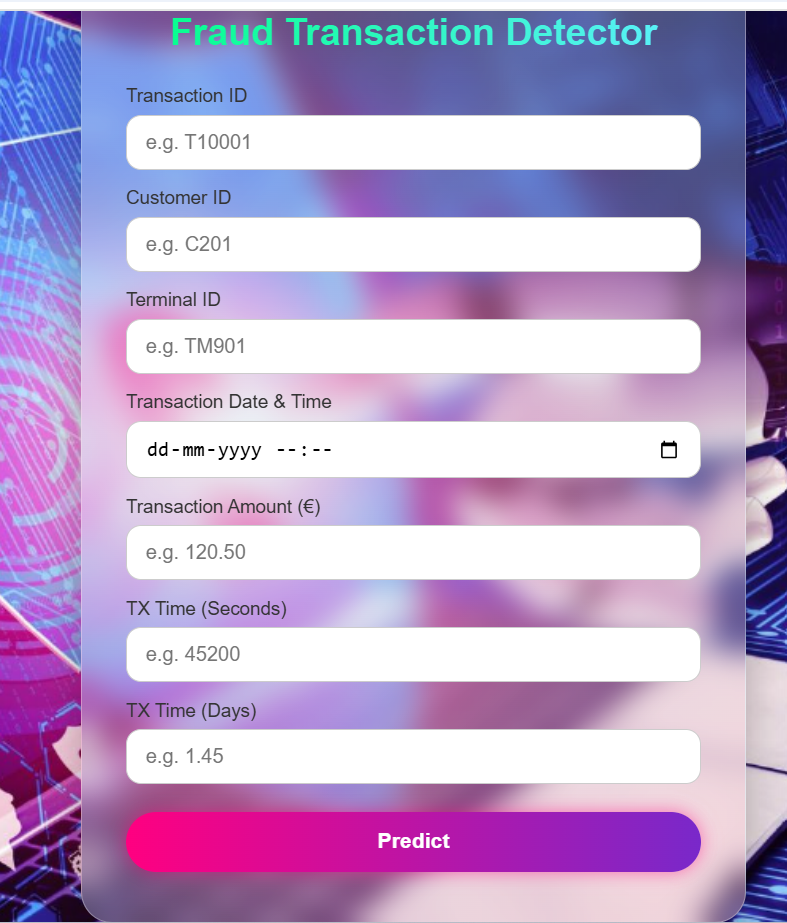 Fraud Transaction Detector
Transaction ID
e.g. T10001
Customer ID
e.g. C201
Terminal ID
e.g. TM901
Transaction Date & Time
dd-mm-yyyy --:--
Transaction Amount (€)
e.g. 120.50
TX Time (Seconds)
e.g. 45200
TX Time (Days)
e.g. 1.45
Predict